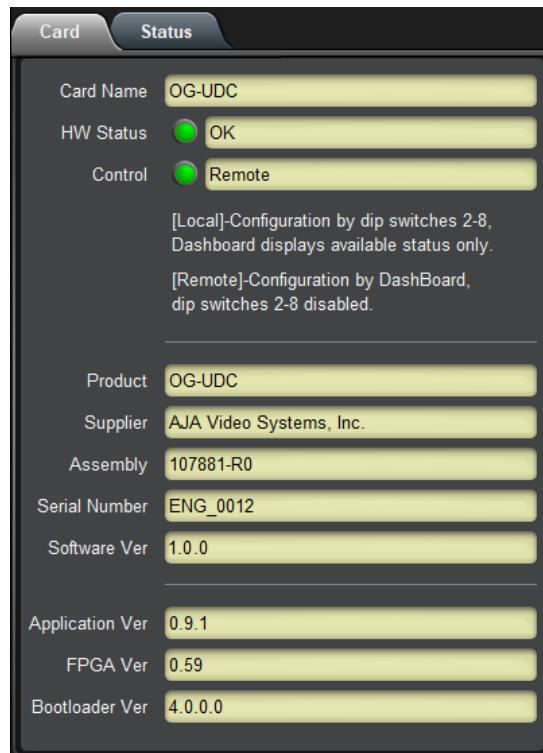 Card Status
Card Name OG-UDC
HW Status OK
Control Remote
[Local]-Configuration by dip switches 2-8,
Dashboard displays available status only.
[Remote]-Configuration by DashBoard,
dip switches 2-8 disabled.
Product OG-UDC
Supplier AJA Video Systems, Inc.
Assembly 107881-R0
Serial Number ENG_0012
Software Ver 1.0.0
Application Ver 0.9.1
FPGA Ver 0.59
Bootloader Ver 4.0.0.0